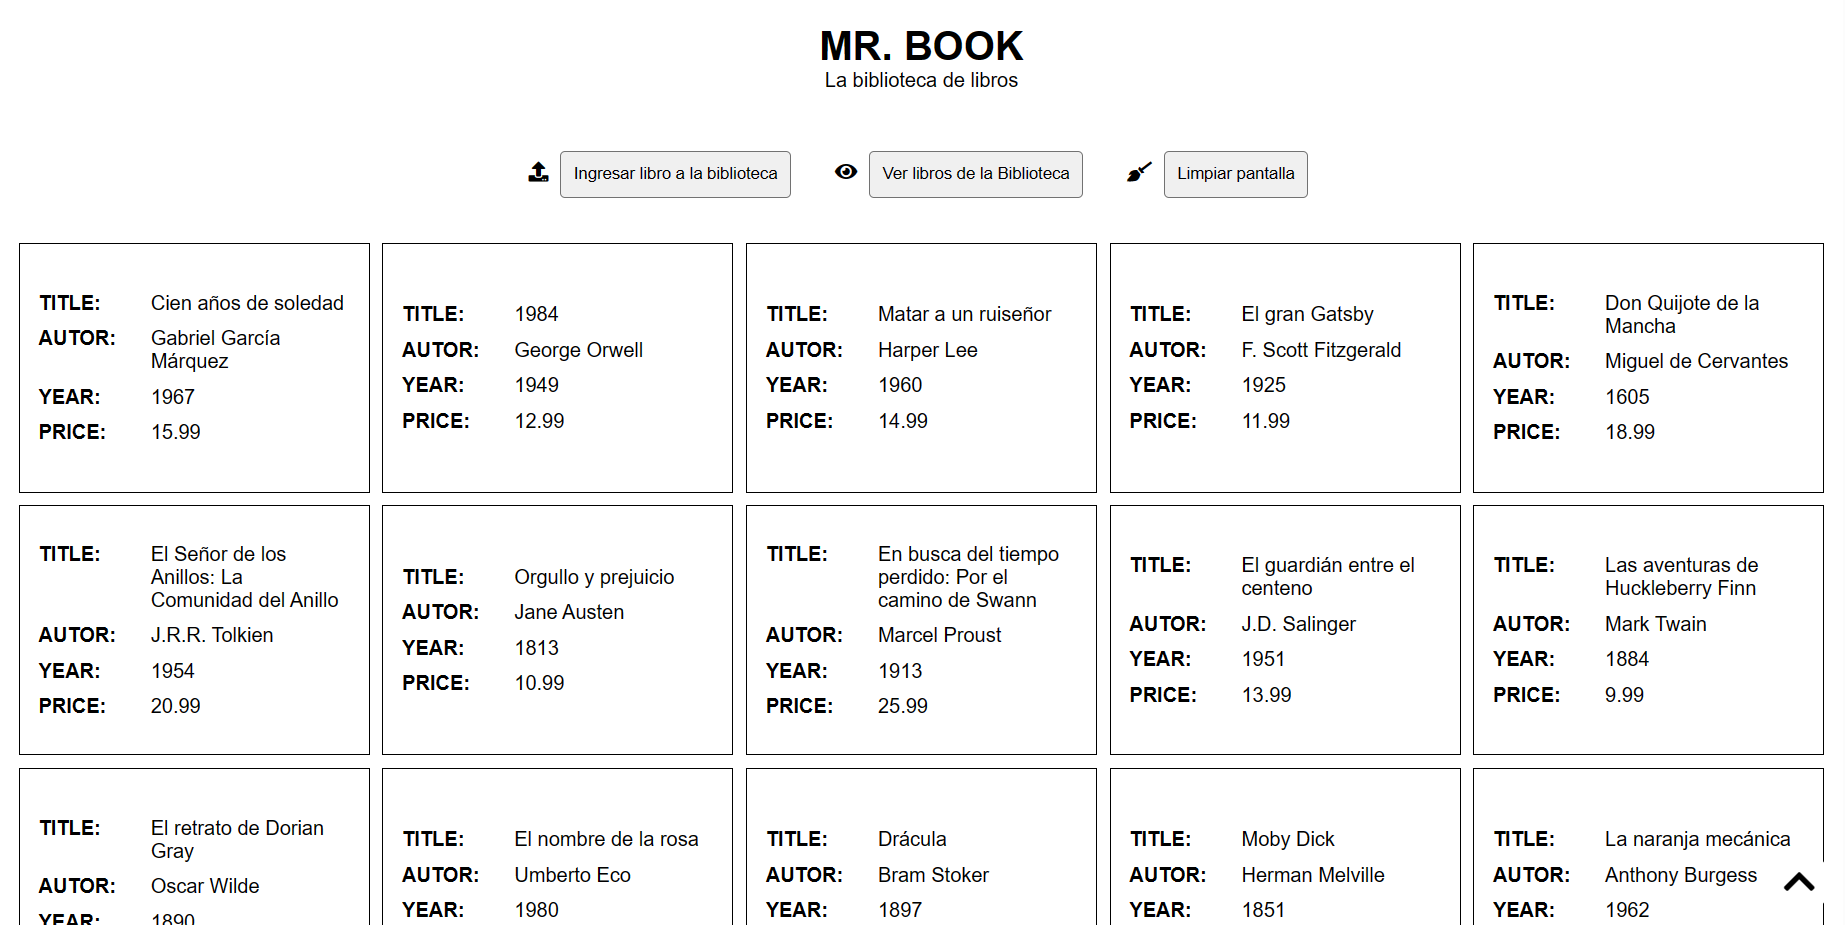 MR. BOOK
La biblioteca de libros
Ingresar libro a la biblioteca
Ver libros de la Biblioteca
Limpiar pantalla
TITLE: Cien años de soledad
AUTOR: Gabriel García
Márquez
YEAR: 1967
PRICE: 15.99
TITLE: 1984
AUTOR: George Orwell
YEAR: 1949
PRICE: 12.99
TITLE: Matar a un ruiseñor
AUTOR: Harper Lee
YEAR: 1960
PRICE: 14.99
TITLE: El gran Gatsby
AUTOR: F. Scott Fitzgerald
YEAR: 1925
PRICE: 11.99
TITLE: Don Quijote de la
Mancha
AUTOR: Miguel de Cervantes
YEAR: 1605
PRICE: 18.99
TITLE: El Señor de los
Anillos: La
Comunidad del Anillo
AUTOR: J.R.R. Tolkien
YEAR: 1954
PRICE: 20.99
TITLE: Orgullo y prejuicio
AUTOR: Jane Austen
YEAR: 1813
PRICE: 10.99
TITLE: En busca del tiempo
perdido: Por el
camino de Swann
AUTOR: Marcel Proust
YEAR: 1913
PRICE: 25.99
TITLE: El guardián entre el
centeno
AUTOR: J.D. Salinger
YEAR: 1951
PRICE: 13.99
TITLE: Las aventuras de
Huckleberry Finn
AUTOR: Mark Twain
YEAR: 1884
PRICE: 9.99
TITLE: El retrato de Dorian
Gray
AUTOR: Oscar Wilde
YEAR: 1890
TITLE: El nombre de la rosa
AUTOR: Umberto Eco
YEAR: 1980
TITLE: Drácula
AUTOR: Bram Stoker
YEAR: 1897
TITLE: Moby Dick
AUTOR: Herman Melville
YEAR: 1851
TITLE: La naranja mecánica
AUTOR: Anthony Burgess
YEAR: 1962